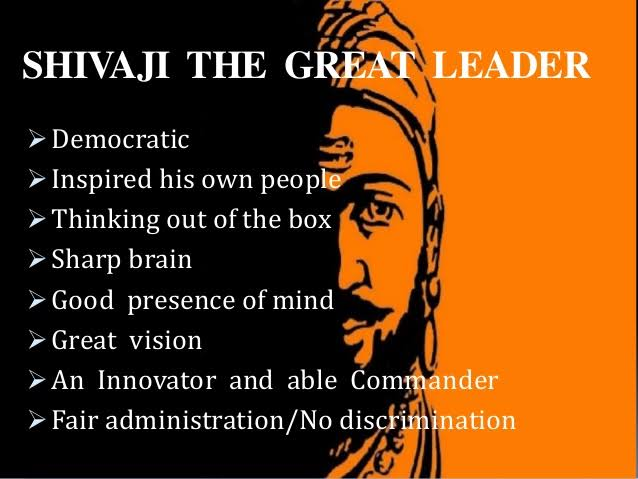 SHIVAJI THE GREAT LEADER
➢Democratic
➢Inspired his own people
➢Thinking out of the box
➢Sharp brain
➢Good presence of mind
➢Great vision
➢An Innovator and able Commander
➢Fair administration/No discrimination